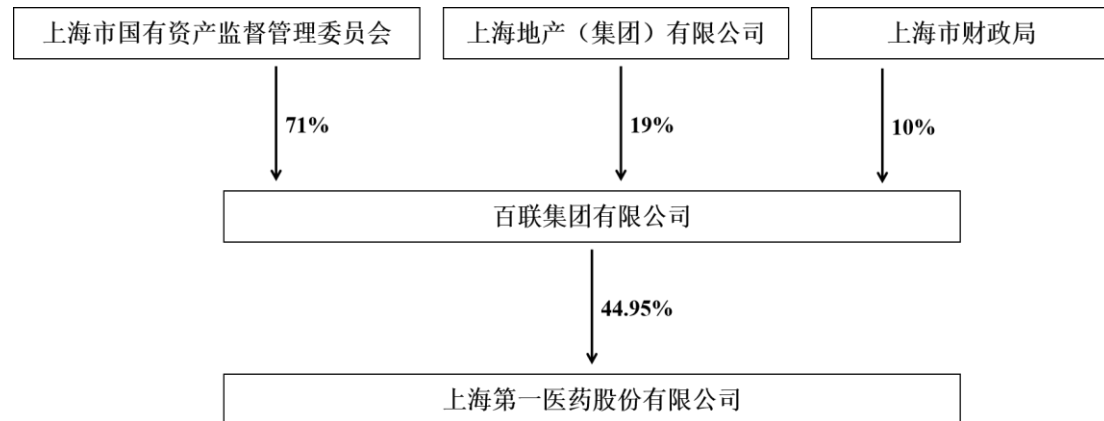 上海市国有资产监督管理委员会
上海地产（集团）有限公司
上海市财政局
71%
19%
10%
百联集团有限公司
44.95%
上海第一医药股份有限公司